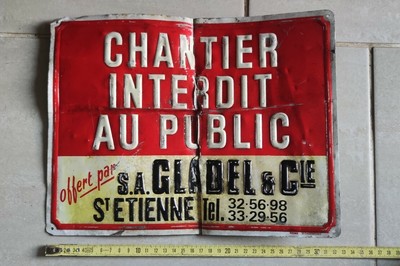 CHANTIER
INTERDIT
AU PUBLIC
offert par S.A. GLADEL & CIE
ST ETIENNE Tel. 32-56-98
33-29-56